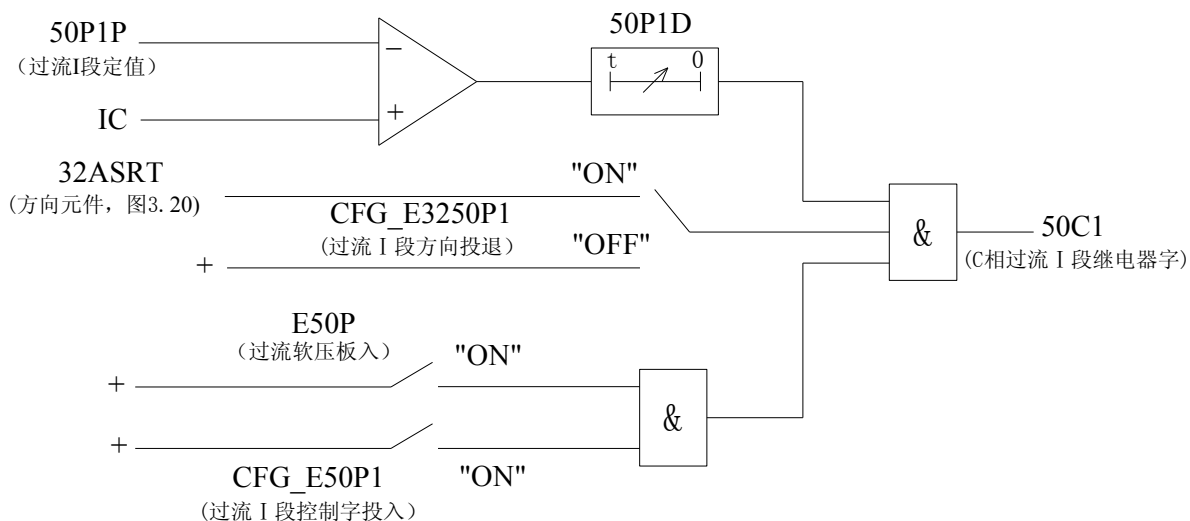 50P1P
（过流I段定值）
50P1D
−
t 0
IC
+
32ASRT
(方向元件，图3.20)
"ON"
CFG_E3250P1
(过流Ⅰ段方向投退）
"OFF"
+
&
50C1
(C相过流Ⅰ段继电器字)
E50P
（过流软压板入）
"ON"
+
&
+
CFG_E50P1
(过流Ⅰ段控制字投入）
"ON"